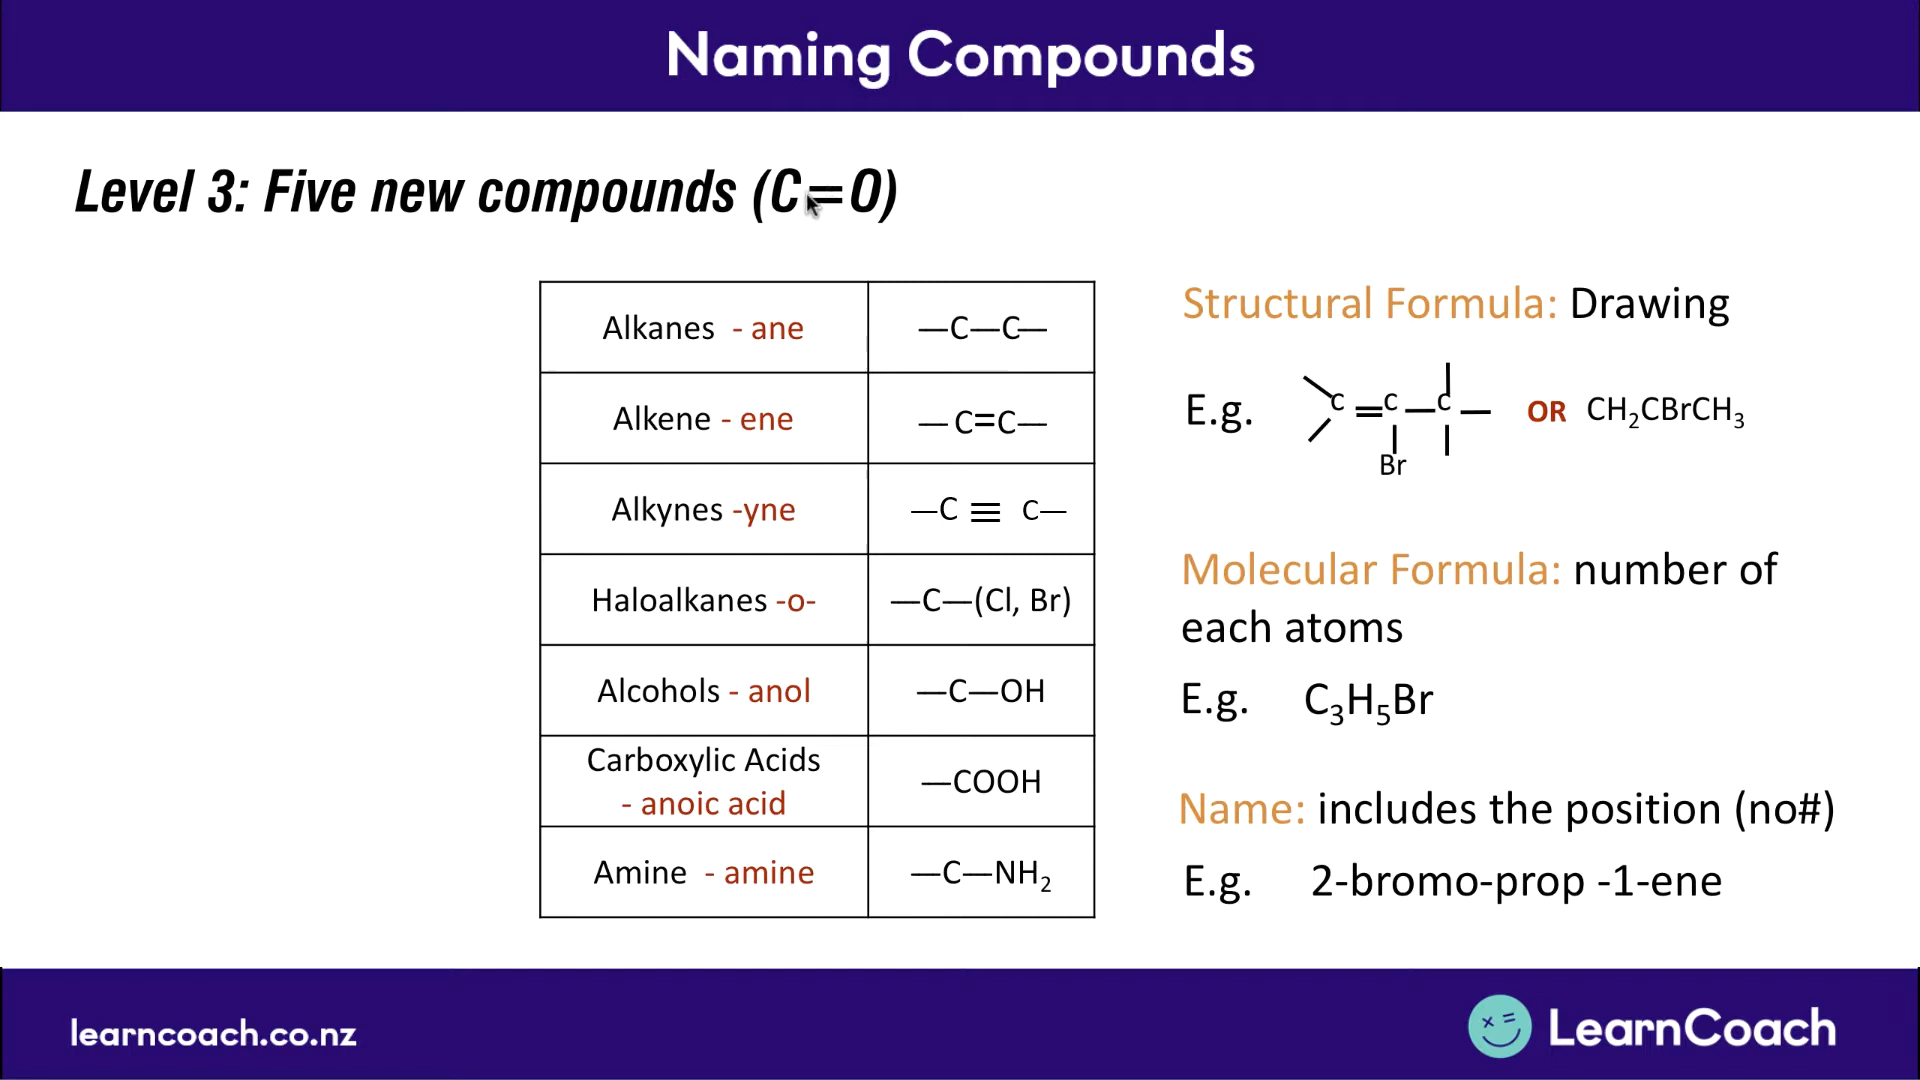 Naming Compounds
Level 3: Five new compounds (C=O)
Alkanes - ane
—C—C—
Alkene - ene
— C=C—
Alkynes -yne
—C ≡ C—
Haloalkanes -o-
—C—(Cl, Br)
Alcohols - anol
—C—OH
Carboxylic Acids
- anoic acid
—COOH
Amine - amine
—C—NH₂
Structural Formula: Drawing
E.g. C=C—C— OR CH₂CBrCH₃
Br
Molecular Formula: number of
each atoms
E.g. C₃H₅Br
Name: includes the position (no#)
E.g. 2-bromo-prop -1-ene
learncoach.co.nz
LearnCoach